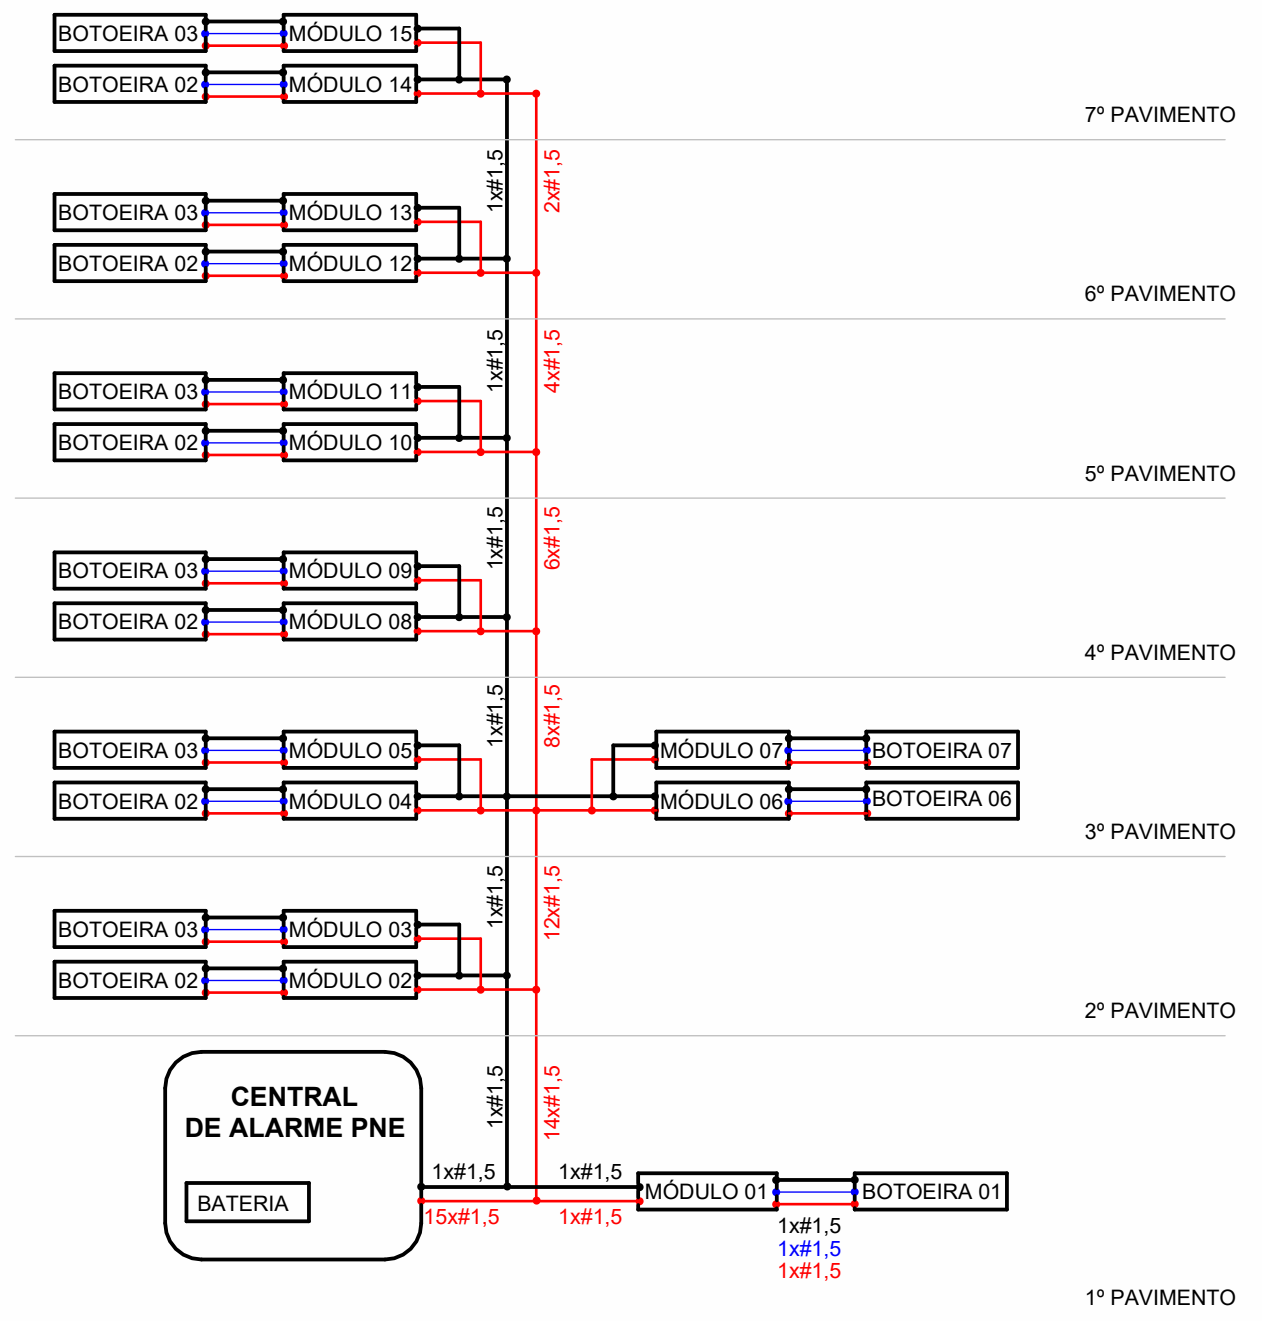 BOTOEIRA 03 MÓDULO 15
BOTOEIRA 02 MÓDULO 14
7º PAVIMENTO
1x#1,5 2x#1,5
BOTOEIRA 03 MÓDULO 13
BOTOEIRA 02 MÓDULO 12
6º PAVIMENTO
1x#1,5 4x#1,5
BOTOEIRA 03 MÓDULO 11
BOTOEIRA 02 MÓDULO 10
5º PAVIMENTO
1x#1,5 6x#1,5
BOTOEIRA 03 MÓDULO 09
BOTOEIRA 02 MÓDULO 08
4º PAVIMENTO
1x#1,5 8x#1,5
BOTOEIRA 03 MÓDULO 05 MÓDULO 07 BOTOEIRA 07
BOTOEIRA 02 MÓDULO 04 MÓDULO 06 BOTOEIRA 06
3º PAVIMENTO
1x#1,5 12x#1,5
BOTOEIRA 03 MÓDULO 03
BOTOEIRA 02 MÓDULO 02
2º PAVIMENTO
1x#1,5 14x#1,5
CENTRAL
DE ALARME PNE
BATERIA
1x#1,5 1x#1,5
15x#1,5 1x#1,5
MÓDULO 01 BOTOEIRA 01
1x#1,5
1x#1,5
1x#1,5
1º PAVIMENTO